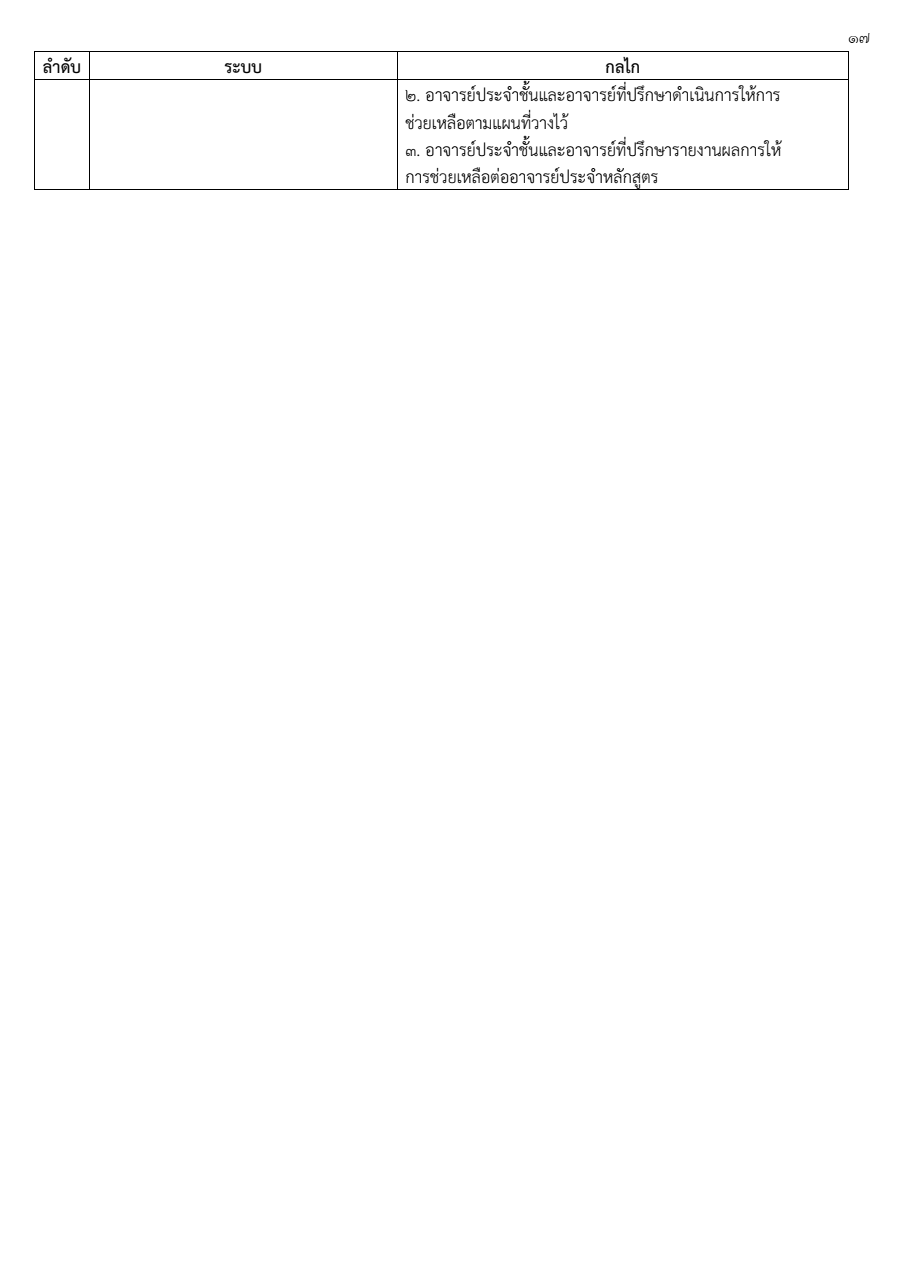 ๑๗
ลำดับ ระบบ กลไก
๒. อาจารย์ประจำชั้นและอาจารย์ที่ปรึกษาดำเนินการให้การ
ช่วยเหลือตามแผนที่วางไว้
๓. อาจารย์ประจำชั้นและอาจารย์ที่ปรึกษารายงานผลการให้
การช่วยเหลือต่ออาจารย์ประจำหลักสูตร